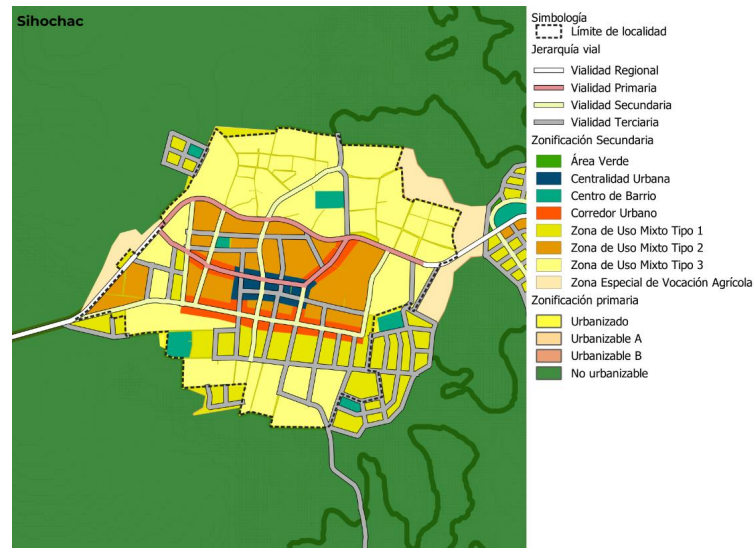 Sihochac
Simbología
Límite de localidad
Jerarquía vial
Vialidad Regional
Vialidad Primaria
Vialidad Secundaria
Vialidad Terciaria
Zonificación Secundaria
Área Verde
Centralidad Urbana
Centro de Barrio
Corredor Urbano
Zona de Uso Mixto Tipo 1
Zona de Uso Mixto Tipo 2
Zona de Uso Mixto Tipo 3
Zona Especial de Vocación Agrícola
Zonificación primaria
Urbanizado
Urbanizable A
Urbanizable B
No urbanizable